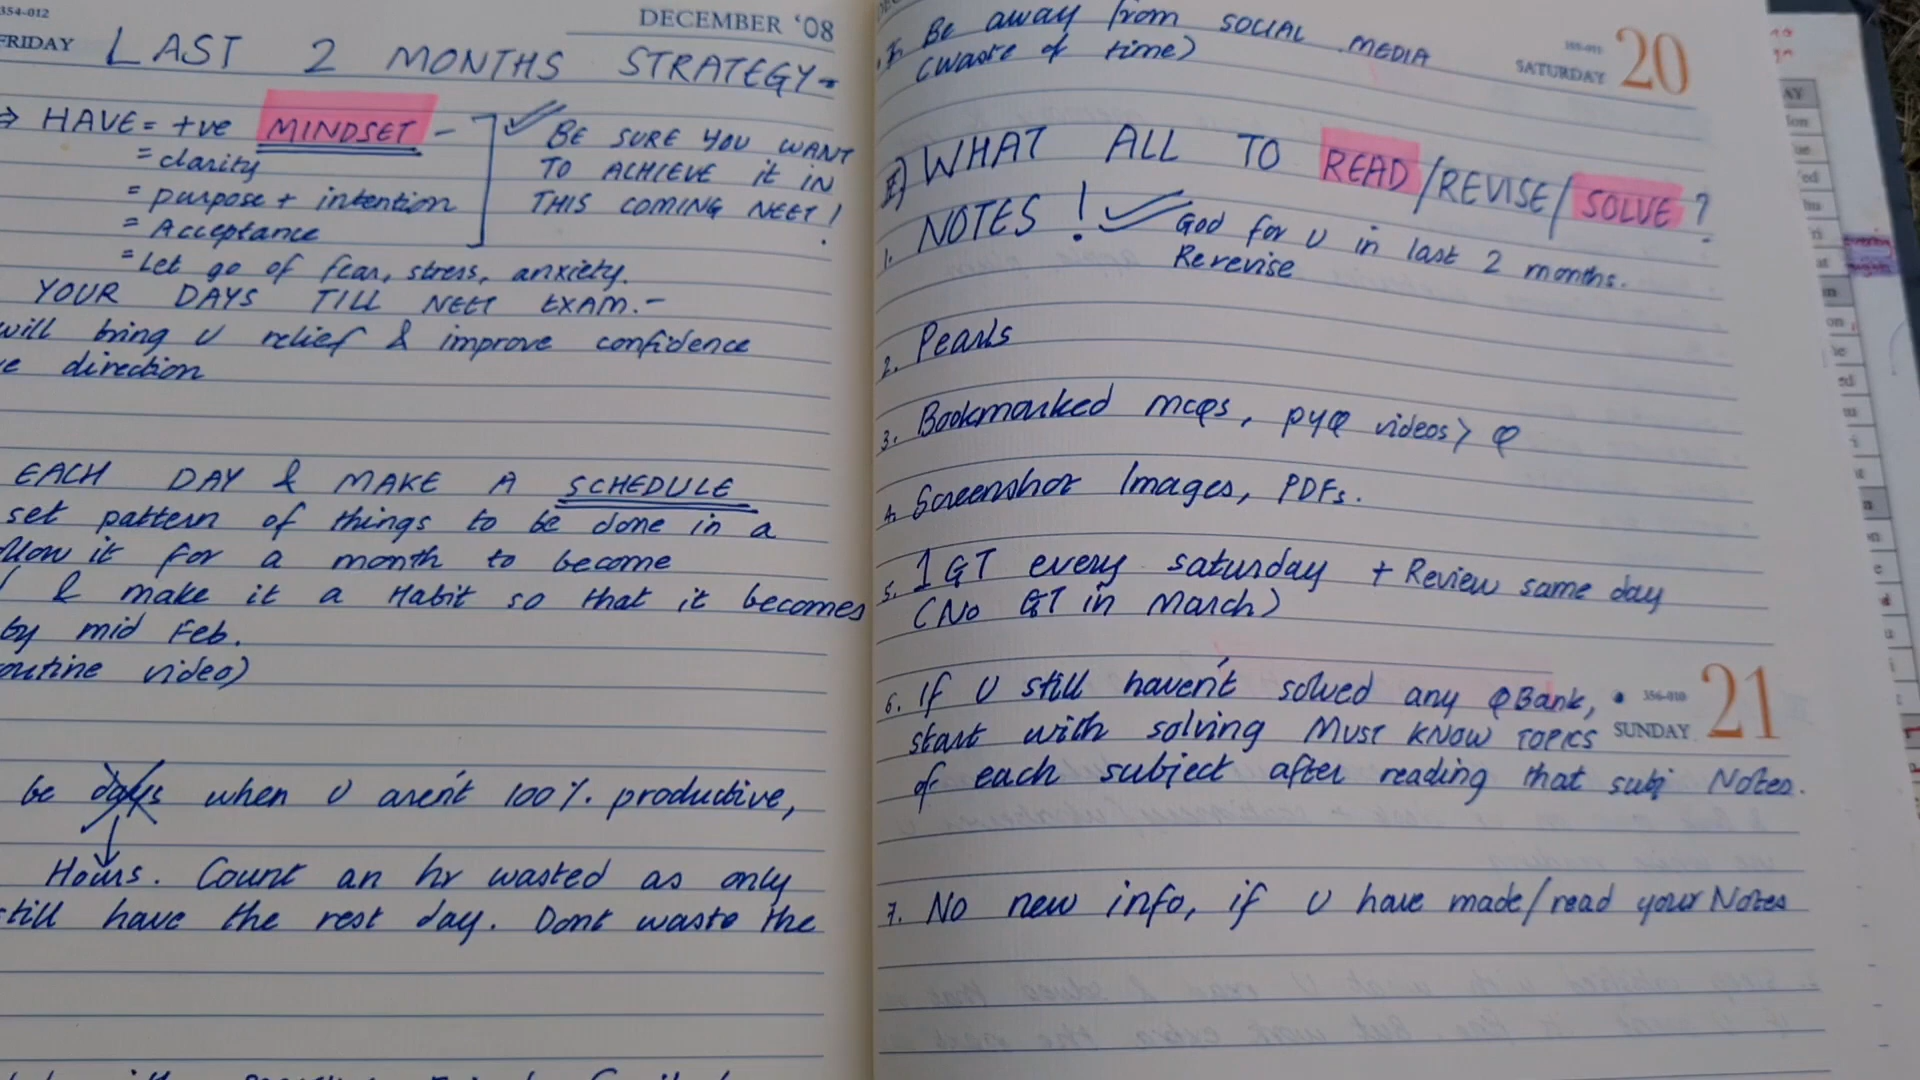 354-012
DECEMBER '08
FRIDAY
LAST 2 MONTHS STRATEGY-
⇒ HAVE = +ve MINDSET -
= clarity
= purpose + intention
= Acceptance
= Let go of fear, stress, anxiety.
✓ BE SURE YOU WANT
TO ACHIEVE it IN
THIS COMING NEET!
YOUR DAYS TILL NEET EXAM.-
will bring U relief & improve confidence
direction
EACH DAY & MAKE A SCHEDULE
set pattern of things to be done in a
it for a month to become
& make it a Habit so that it becomes
by mid Feb.
video)
be days when U aren't 100%. productive,
Hours. Count an hr wasted as only
still have the rest day. Dont waste the
7. Be away from SOCIAL MEDIA
(waste of time)
SATURDAY 20
II) WHAT ALL TO READ/REVISE/SOLVE?
1. NOTES! ✓ God for U in last 2 months.
Rerevise
2. Pearls
3. Bookmarked mcqs, pyq videos> Q
4. Screenshot Images, PDFs.
5. 1 GT every saturday + Review same day
(No GT in March)
6. If U still haven't solved any QBank,
356-010
SUNDAY 21
start with solving MUST KNOW TOPICS
of each subject after reading that subj Notes.
7. No new info, if U have made/read your Notes